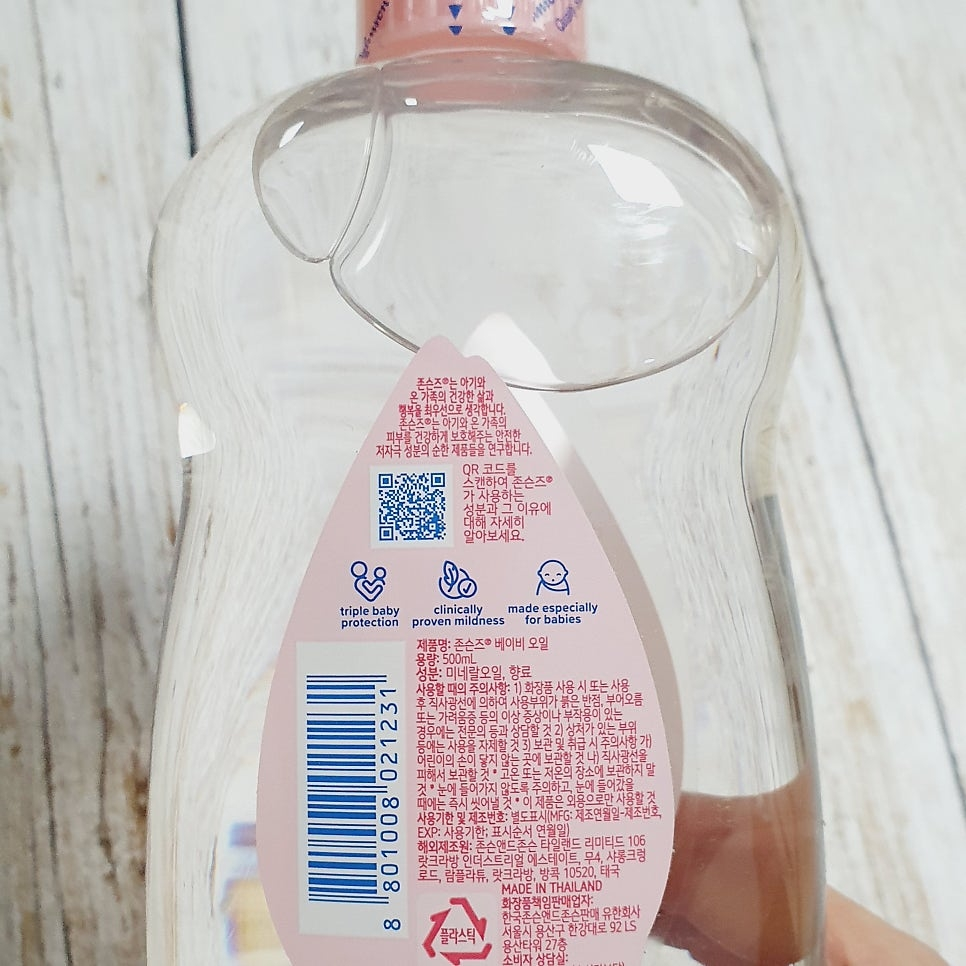 존슨즈®는 아기와
온 가족의 건강한 삶과
행복을 최우선으로 생각합니다.
존슨즈®는 아기와 온 가족의
피부를 건강하게 보호해주는 안전한
저자극 성분의 순한 제품들을 연구합니다.
QR 코드를
스캔하여 존슨즈®
가 사용하는
성분과 그 이유에
대해 자세히
알아보세요.
triple baby
protection
clinically
proven mildness
made especially
for babies
제품명: 존슨즈® 베이비 오일
용량: 500mL
성분: 미네랄오일, 향료
사용할 때의 주의사항: 1) 화장품 사용 시 또는 사용
후 직사광선에 의하여 사용부위가 붉은 반점, 부어오름
또는 가려움증 등의 이상 증상이나 부작용이 있는
경우에는 전문의 등과 상담할 것 2) 상처가 있는 부위
등에는 사용을 자제할 것 3) 보관 및 취급 시 주의사항 가)
어린이의 손이 닿지 않는 곳에 보관할 것 나) 직사광선을
피해서 보관할 것 * 고온 또는 저온의 장소에 보관하지 말
것 * 눈에 들어가지 않도록 주의하고, 눈에 들어갔을
때에는 즉시 씻어낼 것 * 이 제품은 외용으로만 사용할 것
사용기한 및 제조번호: 별도표시(MFG: 제조연월일-제조번호,
EXP: 사용기한; 표시순서 연월일)
해외제조원: 존슨앤드존슨 타일랜드 리미티드 106
랏크라방 인더스트리얼 에스테이트, 무4, 샤롱크렁
로드, 람플라튜, 랏크라방, 방콕 10520, 태국
MADE IN THAILAND
화장품책임판매업자:
한국존슨앤드존슨판매 유한회사
서울시 용산구 한강대로 92 LS
용산타워 27층
소비자 상담실:
8 801008 021231
플라스틱